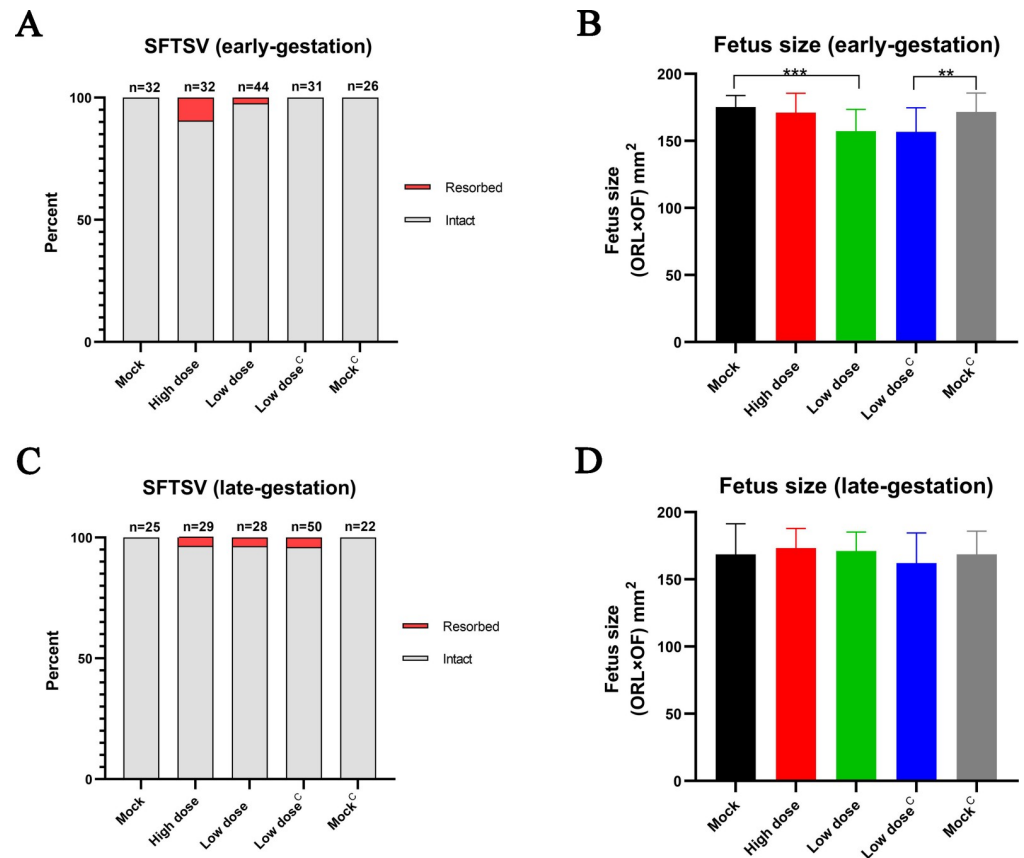 A
SFTSV (early-gestation)
n=32 n=32 n=44 n=31 n=26
100
50
0
Percent
Mock
High dose
Low dose
Low dose C
Mock C
Resorbed
Intact
B
Fetus size (early-gestation)
200
150
100
50
0
Fetus size
(ORL×OF) mm²
***
**
Mock
High dose
Low dose
Low dose C
Mock C
C
SFTSV (late-gestation)
n=25 n=29 n=28 n=50 n=22
100
50
0
Percent
Mock
High dose
Low dose
Low dose C
Mock C
Resorbed
Intact
D
Fetus size (late-gestation)
200
150
100
50
0
Fetus size
(ORL×OF) mm²
Mock
High dose
Low dose
Low dose C
Mock C